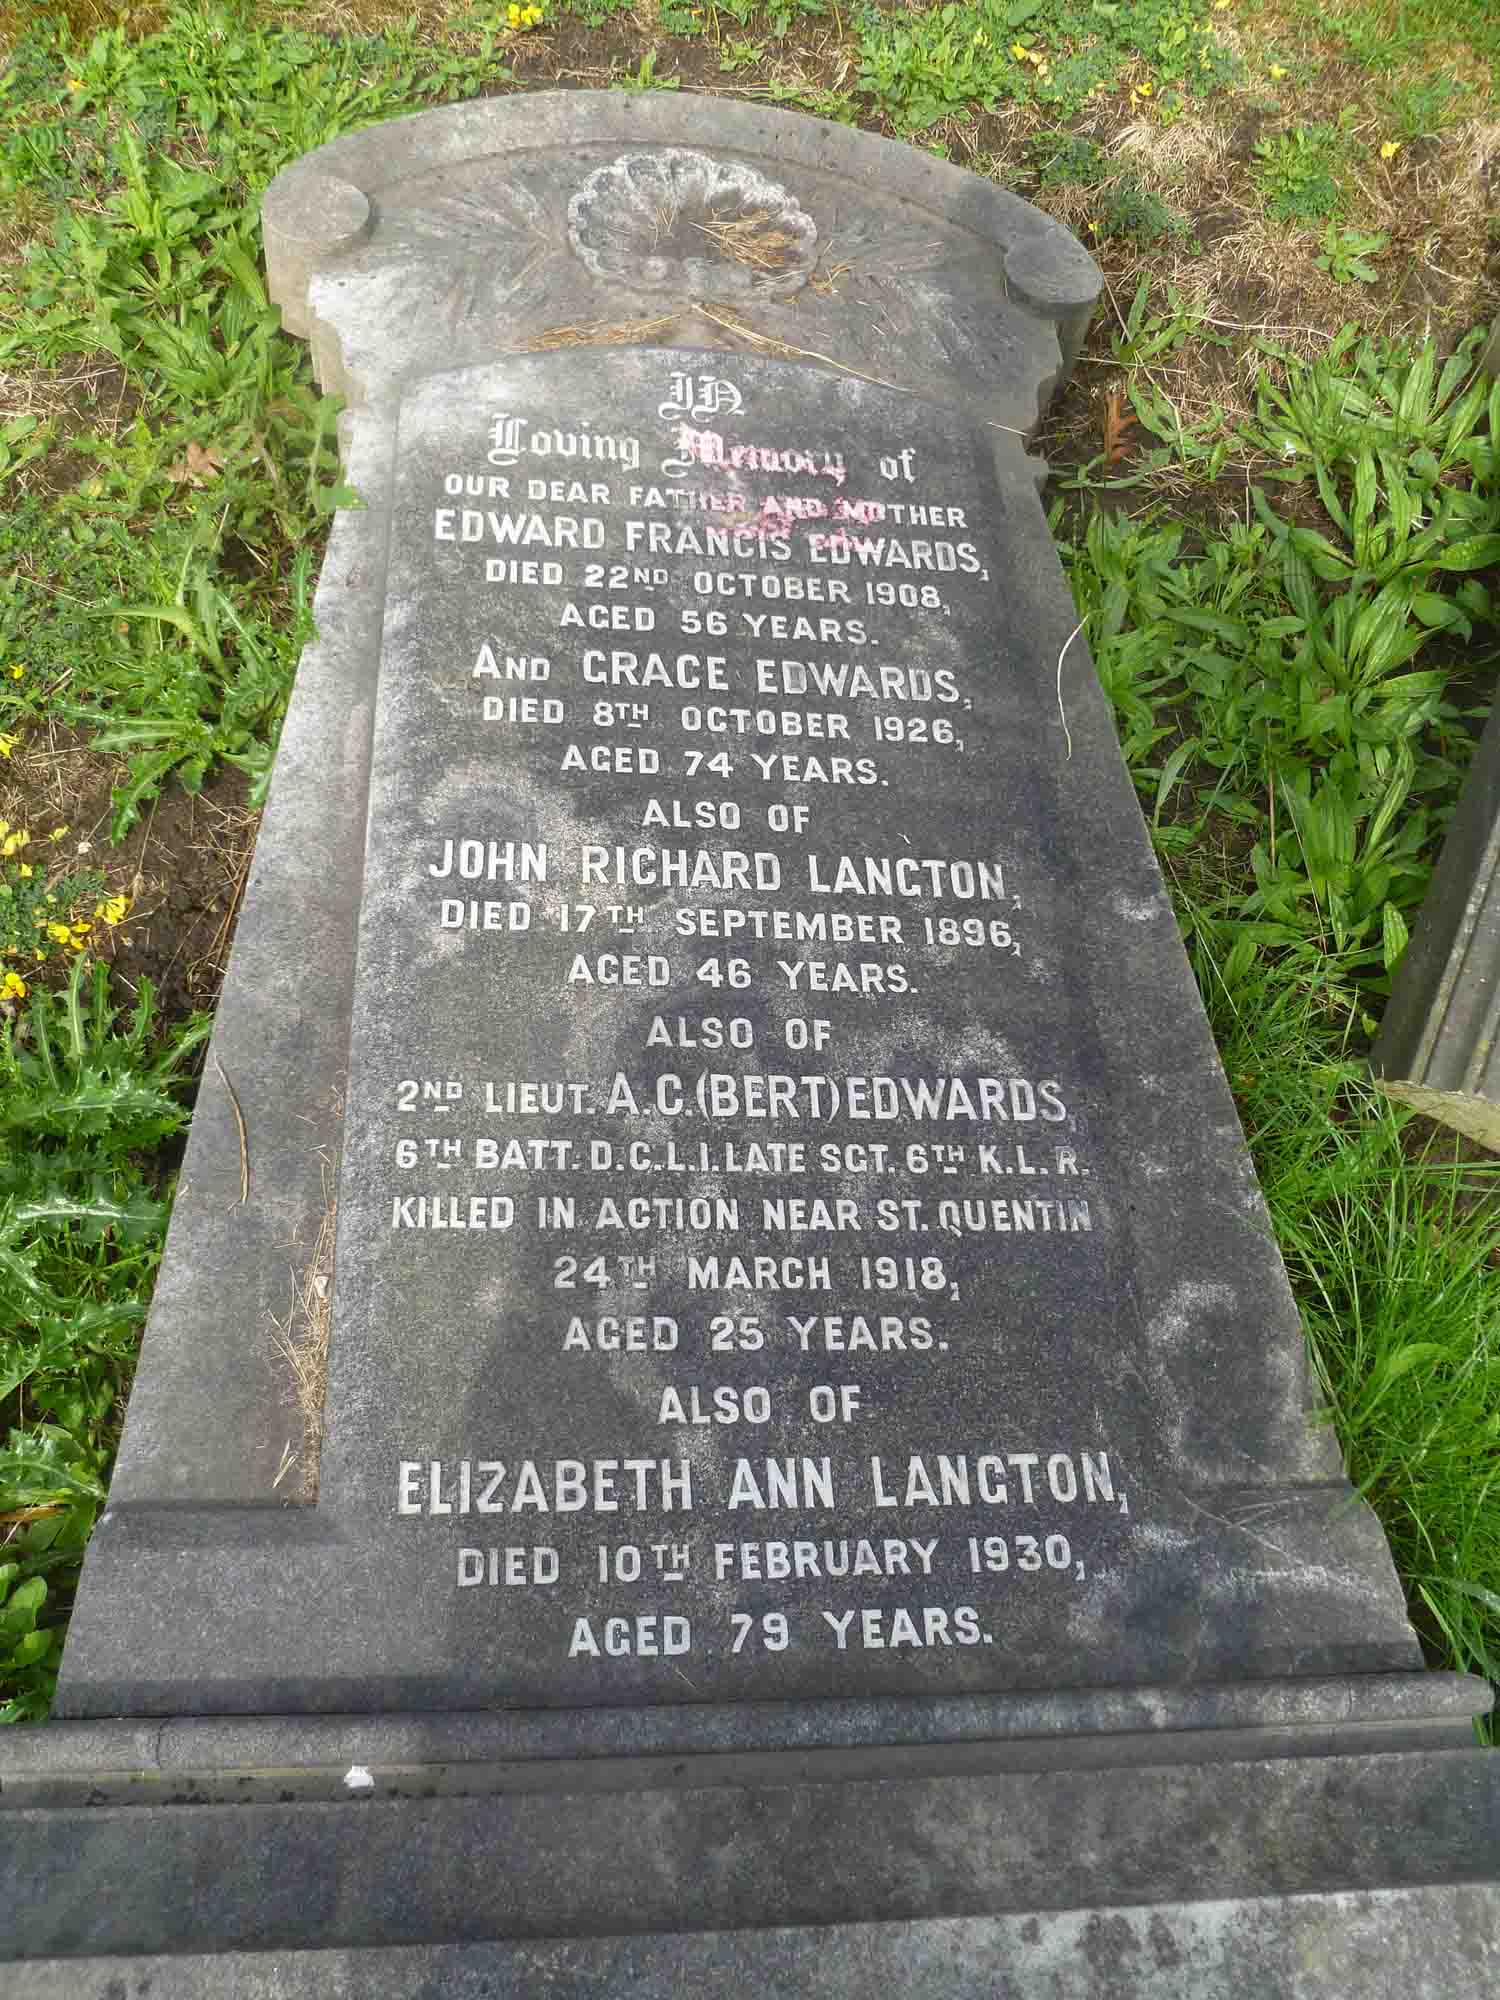 In
Loving Memory of
OUR DEAR FATHER AND MOTHER
EDWARD FRANCIS EDWARDS,
DIED 22ND OCTOBER 1908,
AGED 56 YEARS.
AND GRACE EDWARDS,
DIED 8TH OCTOBER 1926,
AGED 74 YEARS.
ALSO OF
JOHN RICHARD LANGTON,
DIED 17TH SEPTEMBER 1896,
AGED 46 YEARS.
ALSO OF
2ND LIEUT. A.C.(BERT) EDWARDS,
6TH BATT. D.C.L.I. LATE SGT. 6TH K.L.R.
KILLED IN ACTION NEAR ST. QUENTIN
24TH MARCH 1918,
AGED 25 YEARS.
ALSO OF
ELIZABETH ANN LANGTON,
DIED 10TH FEBRUARY 1930,
AGED 79 YEARS.